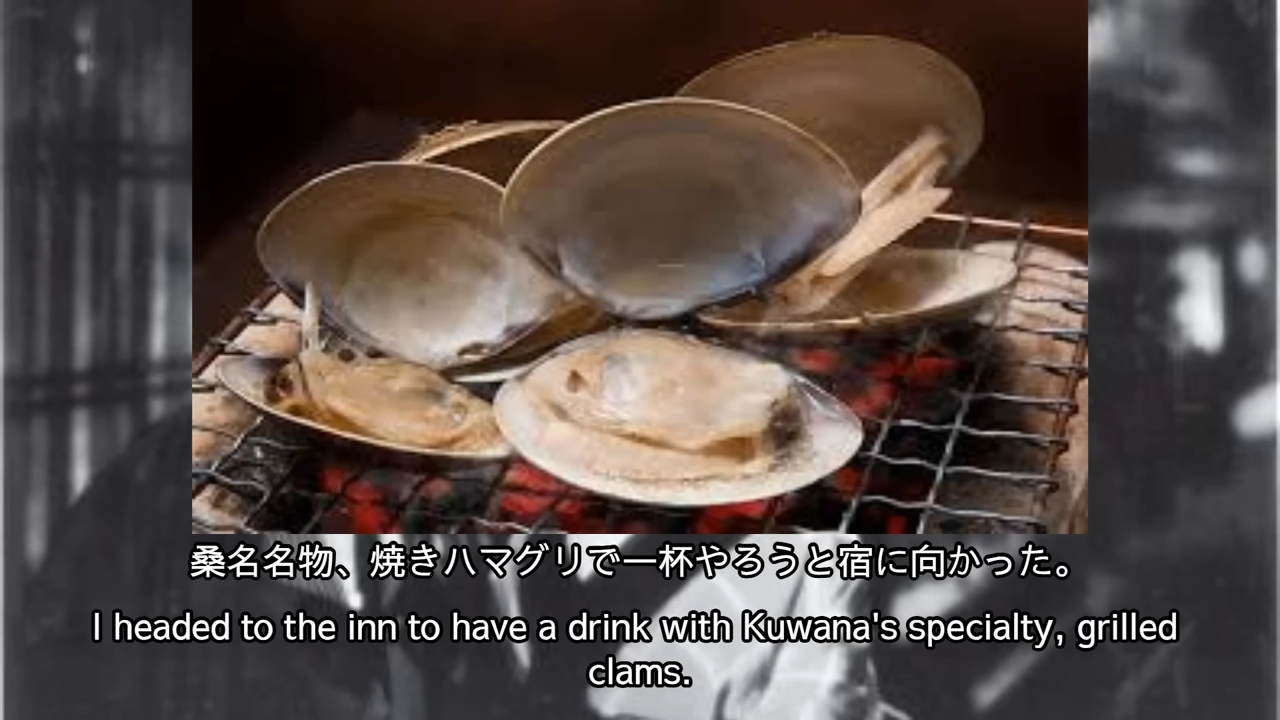 桑名名物、焼きハマグリで一杯やろうと宿に向かった。
I headed to the inn to have a drink with Kuwana's specialty, grilled
clams.